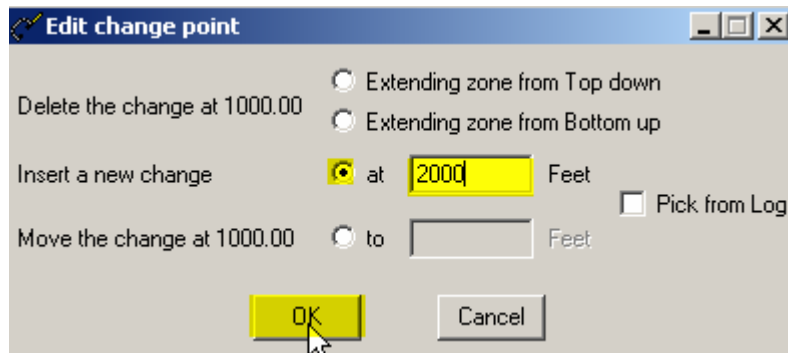 Edit change point
Delete the change at 1000.00
Extending zone from Top down
Extending zone from Bottom up
Insert a new change at 2000 Feet
Pick from Log
Move the change at 1000.00 to Feet
OK Cancel